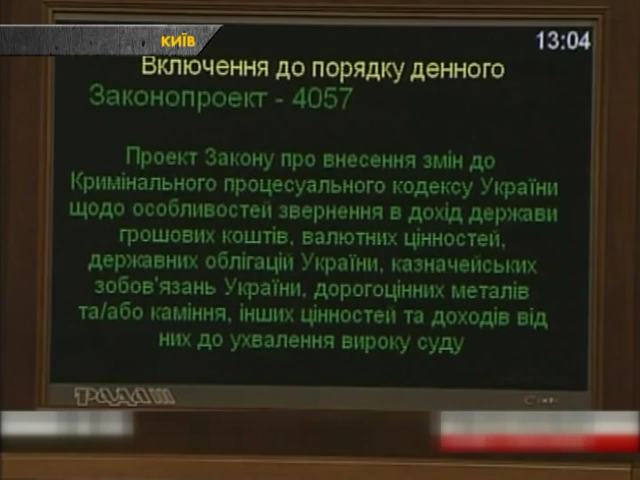 КИЇВ
13:04
Включення до порядку денного
Законопроект - 4057
Проект Закону про внесення змін до
Кримінального процесуального кодексу України
щодо особливостей звернення в дохід держави
грошових коштів, валютних цінностей,
державних облігацій України, казначейських
зобов'язань України, дорогоцінних металів
та/або каміння, інших цінностей та доходів від
них до ухвалення вироку суду
РАДА